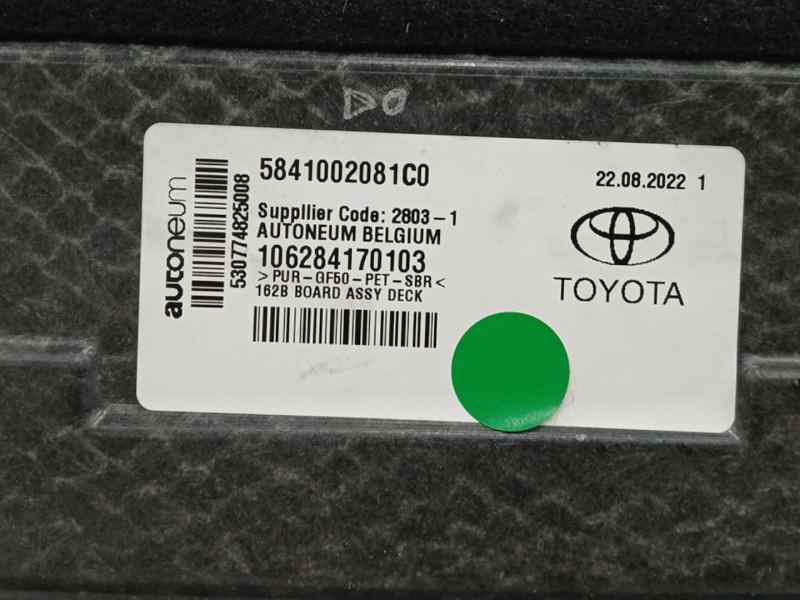 5841002081C0
22.08.2022 1
Suppllier Code: 2803-1
AUTONEUM BELGIUM
106284170103
>PUR-GF50-PET-SBR<
162B BOARD ASSY DECK
autoneum
530774825008
TOYOTA